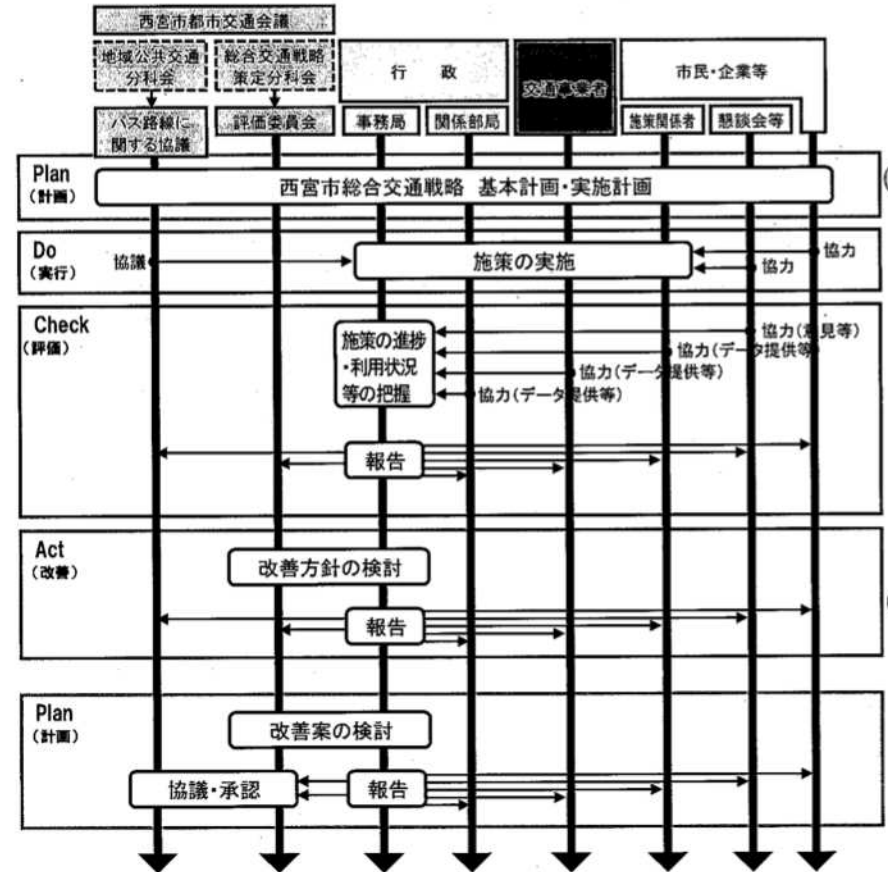 西宮市都市交通会議
地域公共交通
分科会
総合交通戦略
策定分科会
行 政
交通事業者
市民・企業等
バス路線に
関する協議
評価委員会
事務局
関係部局
施策関係者
懇談会等
Plan
(計画)
西宮市総合交通戦略 基本計画・実施計画
Do
(実行)
協議
施策の実施
協力
協力
Check
(評価)
施策の進捗
・利用状況
等の把握
協力(意見等)
協力(データ提供等)
協力(データ提供等)
協力(データ提供等)
報告
Act
(改善)
改善方針の検討
報告
Plan
(計画)
改善案の検討
協議・承認
報告